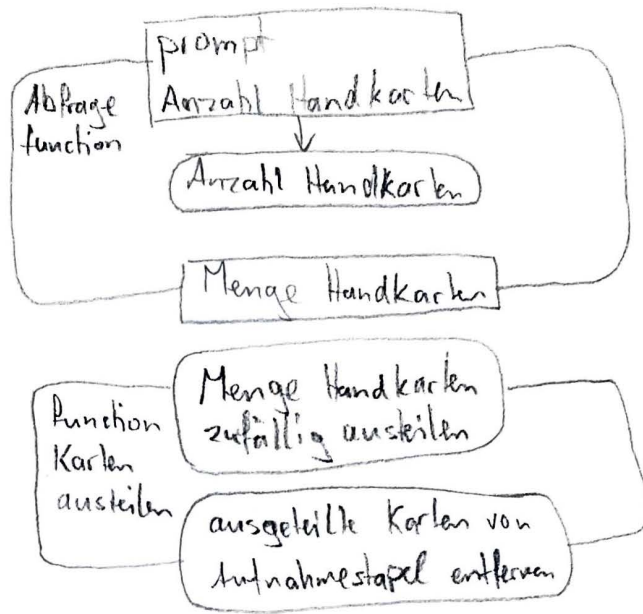 prompt
Anzahl Handkarten
Abfrage
function
Anzahl Handkarten
Menge Handkarten
Menge Handkarten
zufällig austeilen
Function
Karten
austeilen
ausgeteilte Karten von
Aufnahmestapel entfernen